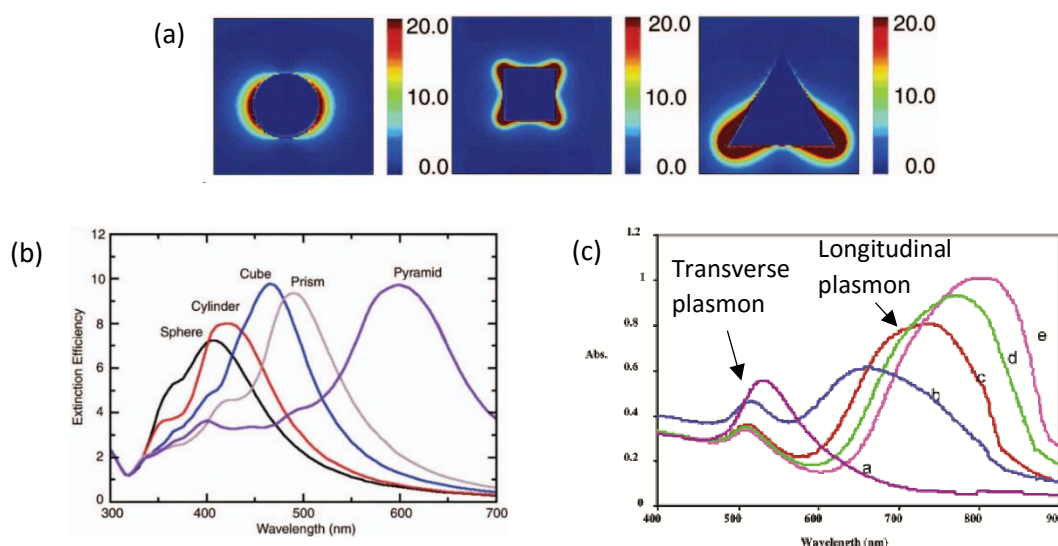 (a)
20.0
10.0
0.0
20.0
10.0
0.0
20.0
10.0
0.0
(b)
12
10
8
6
4
2
0
Extinction Efficiency
Sphere
Cylinder
Cube
Prism
Pyramid
300
400
500
600
700
Wavelength (nm)
(c)
1.2
1
0.8
0.6
0.4
0.2
0
Abs.
Transverse
plasmon
Longitudinal
plasmon
a
b
c
d
e
400
500
600
700
800
900
Wavelength (nm)